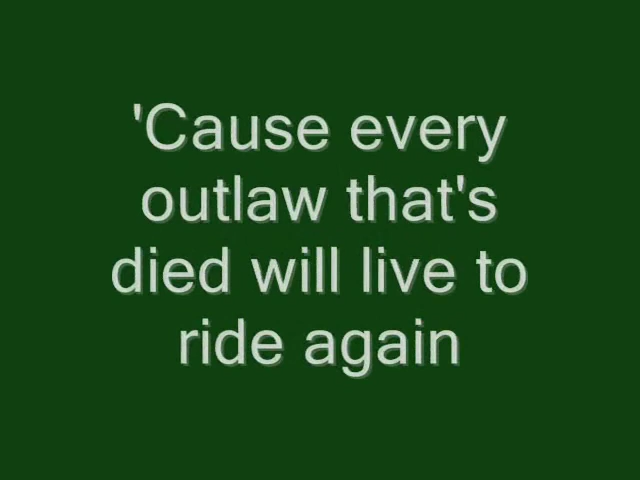 'Cause every
outlaw that's
died will live to
ride again